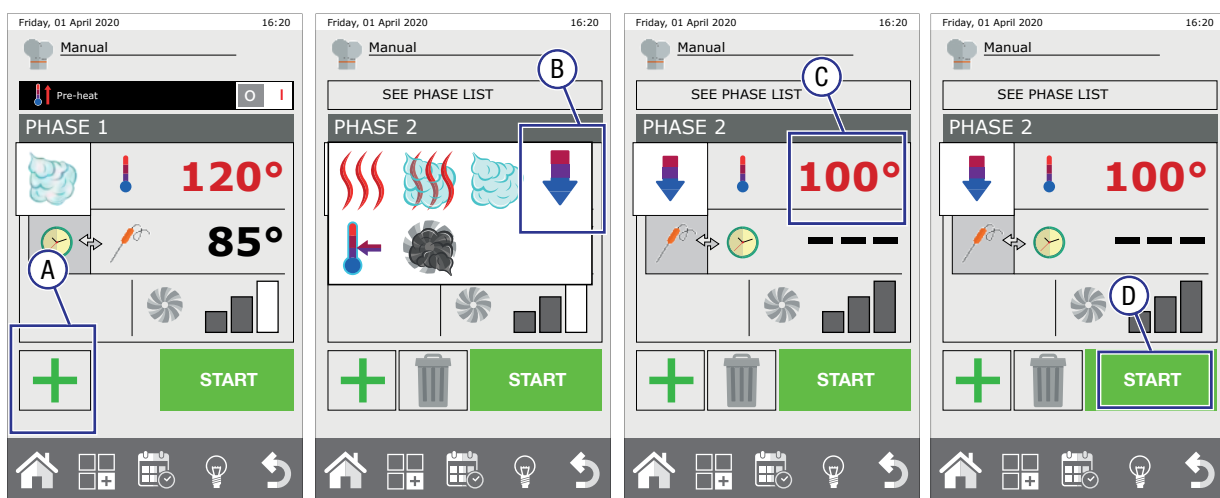 Friday, 01 April 2020 16:20
Manual
Pre-heat O I
PHASE 1
120°
85°
A
START
Friday, 01 April 2020 16:20
Manual
B
SEE PHASE LIST
PHASE 2
START
Friday, 01 April 2020 16:20
Manual
C
SEE PHASE LIST
PHASE 2
100°
---
START
Friday, 01 April 2020 16:20
Manual
SEE PHASE LIST
PHASE 2
100°
---
D
START